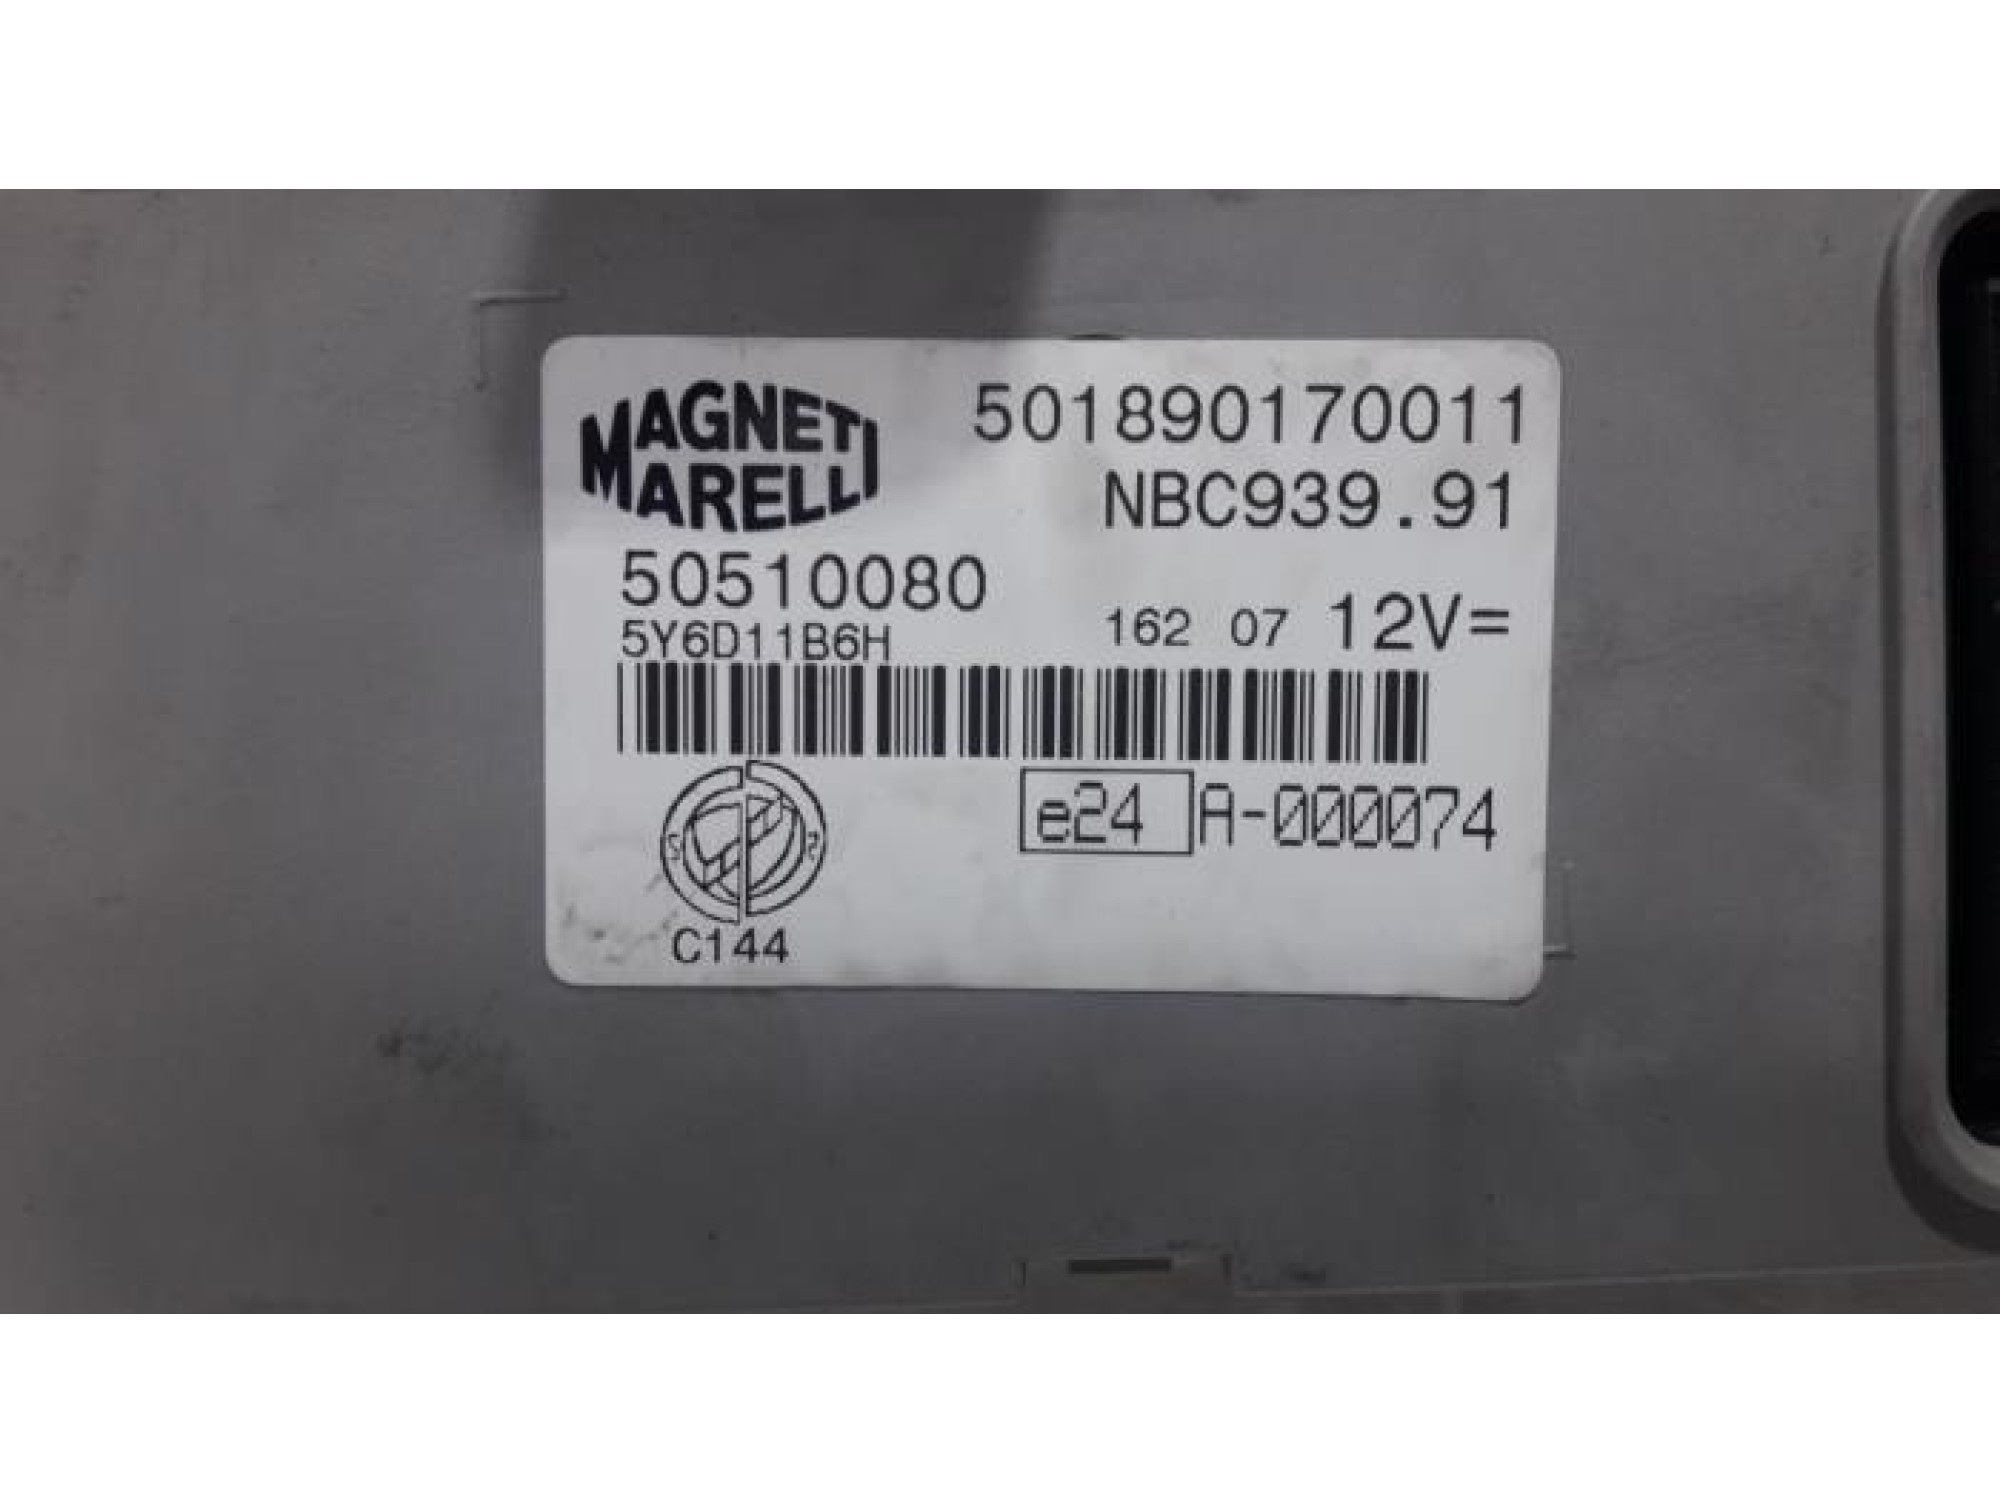 MAGNETI
MARELLI
501890170011
NBC939.91
50510080
5Y6D11B6H
162 07 12V=
e24 A-000074
C144